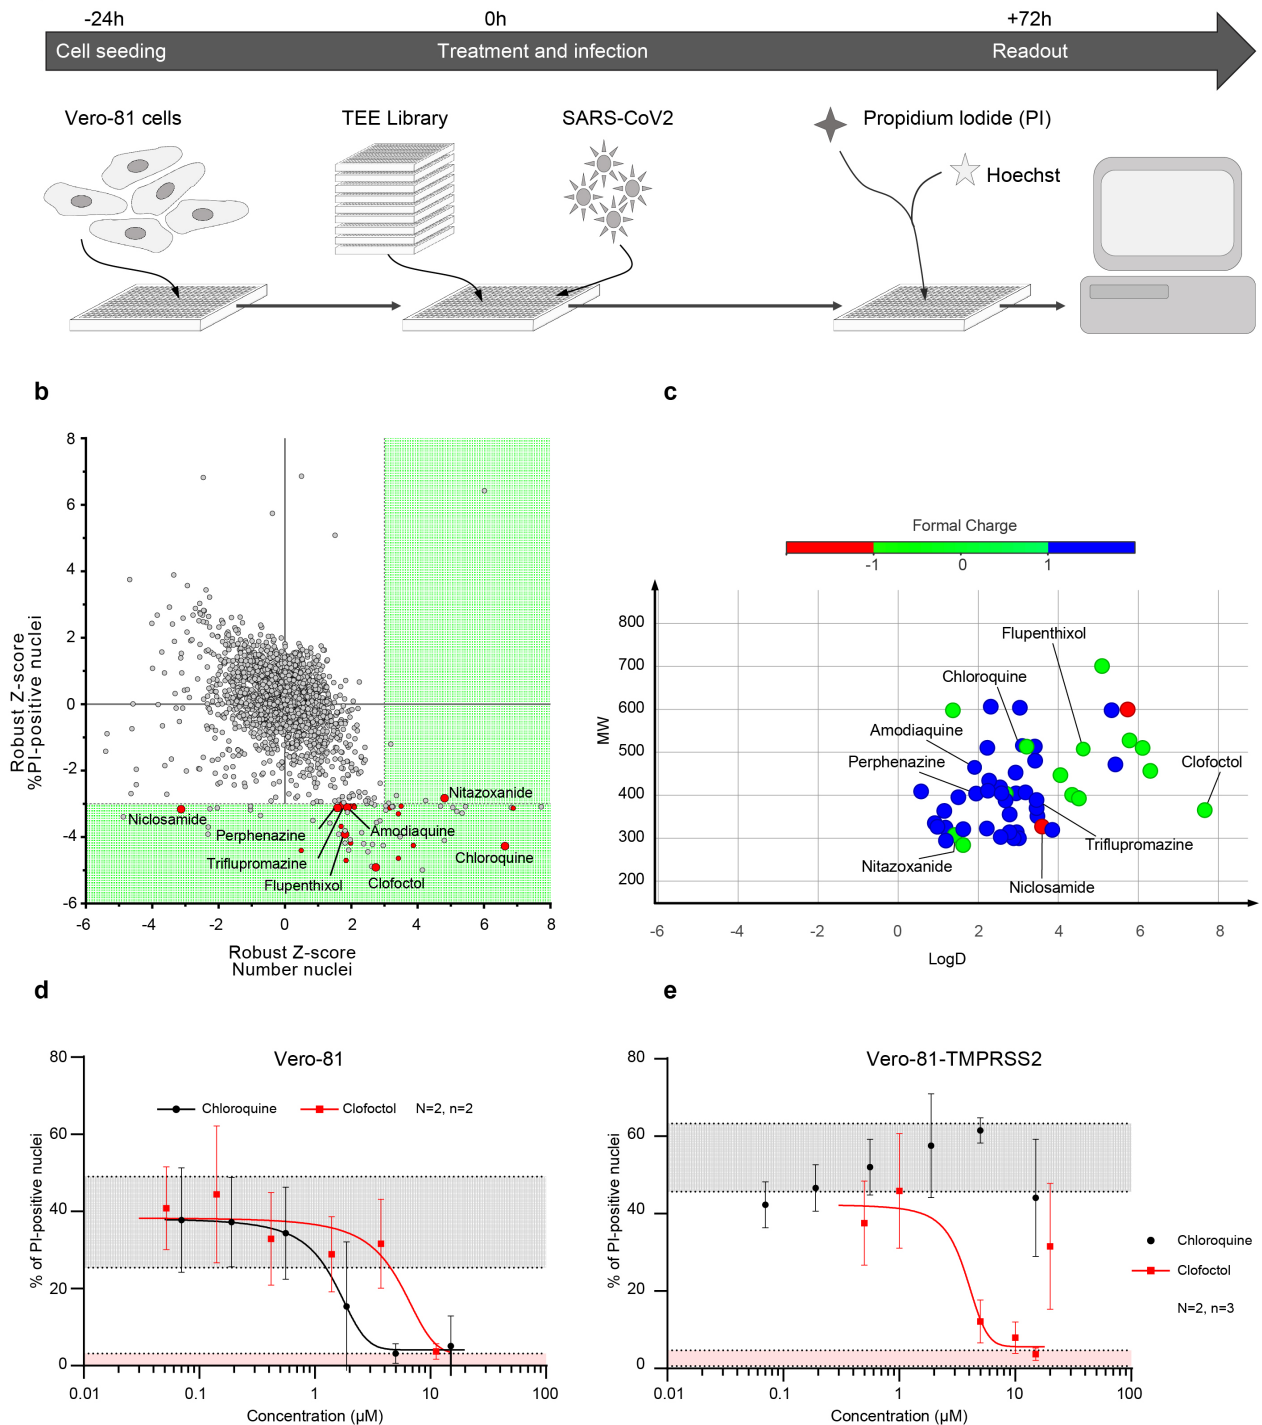 -24h 0h +72h
Cell seeding Treatment and infection Readout
Vero-81 cells TEE Library SARS-CoV2 Propidium Iodide (PI)
Hoechst
b
8
6
4
2
0
-2
-4
-6
Robust Z-score
%PI-positive nuclei
Nitazoxanide
Niclosamide
Perphenazine
Amodiaquine
Triflupromazine
Chloroquine
Flupenthixol
Clofoctol
-6 -4 -2 0 2 4 6 8
Robust Z-score
Number nuclei
c
Formal Charge
-1 0 1
800
700
600
500
400
300
200
MW
Flupenthixol
Chloroquine
Amodiaquine
Perphenazine
Clofoctol
Triflupromazine
Nitazoxanide
Niclosamide
-6 -4 -2 0 2 4 6 8
LogD
d
Vero-81
80
60
40
20
0
% of PI-positive nuclei
Chloroquine Clofoctol N=2, n=2
0.01 0.1 1 10 100
Concentration (µM)
e
Vero-81-TMPRSS2
80
60
40
20
0
% of PI-positive nuclei
Chloroquine
Clofoctol
N=2, n=3
0.01 0.1 1 10 100
Concentration (µM)